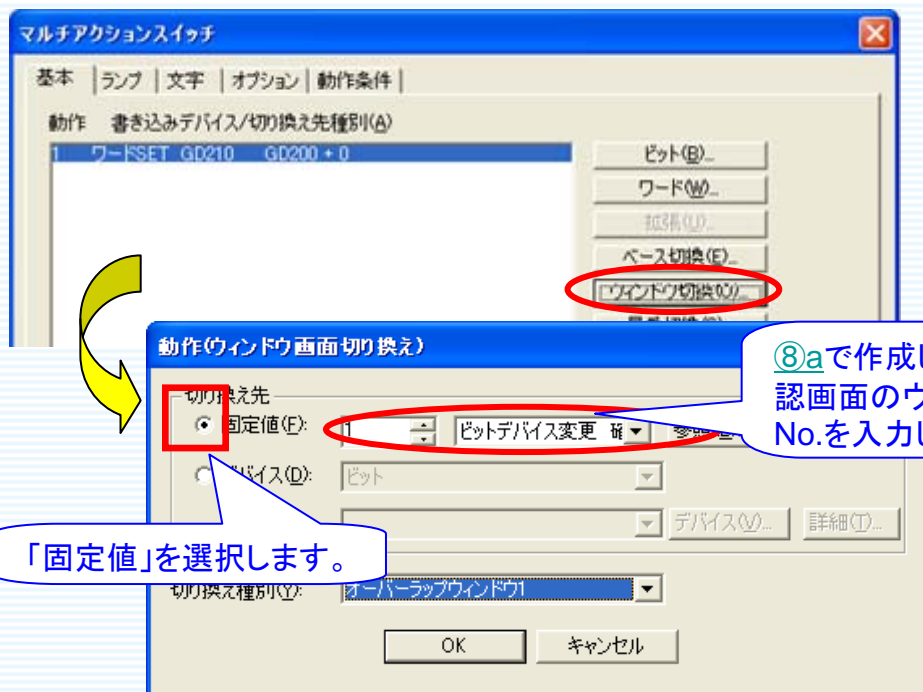 マルチアクションスイッチ
基本 ランプ 文字 オプション 動作条件
動作 書き込みデバイス/切り換え先種別(A)
1 ワードSET GD210 GD200 + 0
ビット(B)...
ワード(W)...
拡張(U)...
ベース切換(E)...
ウィンドウ切換(O)...
動作(ウィンドウ画面切り換え)
⑧aで作成し
認画面のウ
No.を入力し
切り換え先
固定値(F): 1 ビットデバイス変更
デバイス(D): ビット
デバイス(V)... 詳細(T)...
「固定値」を選択します。
切り換え種別(Y): オーバーラップウィンドウ1
OK キャンセル